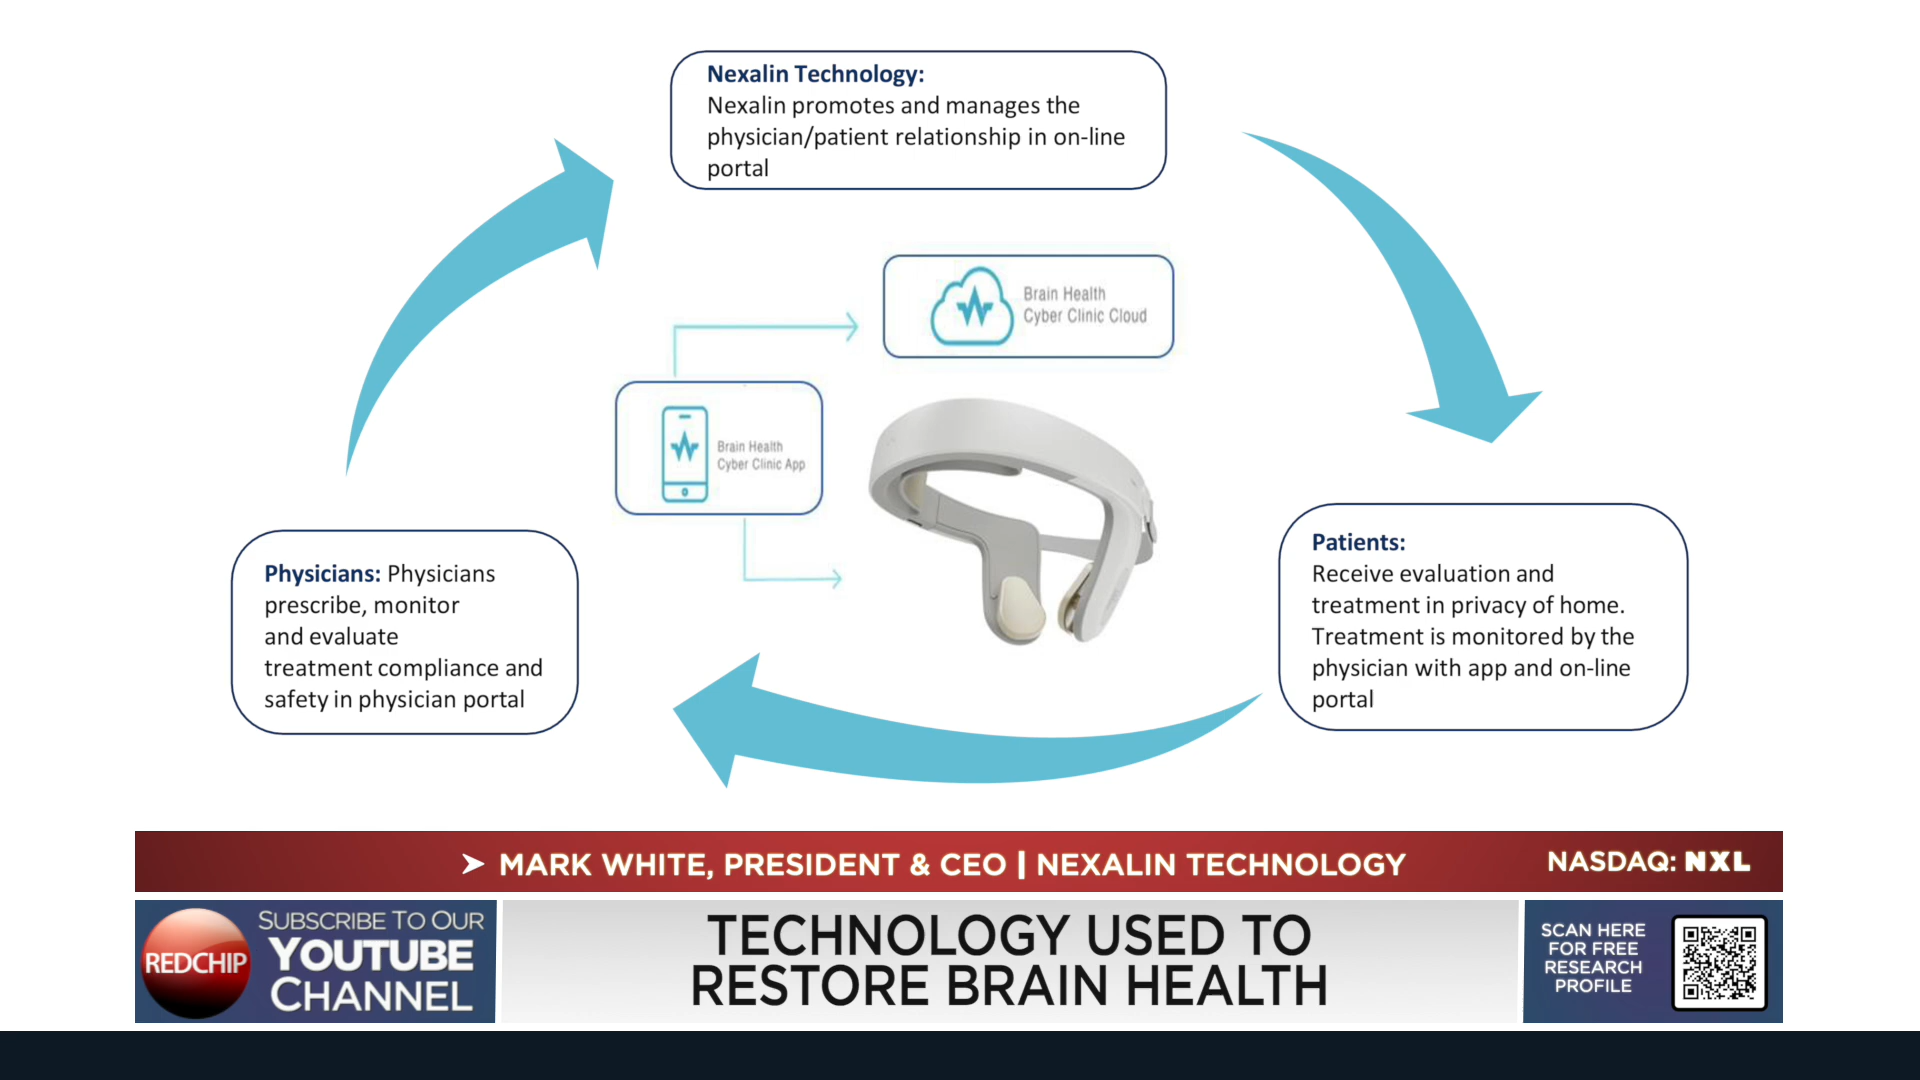 Nexalin Technology:
Nexalin promotes and manages the
physician/patient relationship in on-line
portal
Brain Health
Cyber Clinic Cloud
Brain Health
Cyber Clinic App
Physicians: Physicians
prescribe, monitor
and evaluate
treatment compliance and
safety in physician portal
Patients:
Receive evaluation and
treatment in privacy of home.
Treatment is monitored by the
physician with app and on-line
portal
MARK WHITE, PRESIDENT & CEO | NEXALIN TECHNOLOGY
NASDAQ: NXL
REDCHIP
SUBSCRIBE TO OUR
YOUTUBE
CHANNEL
TECHNOLOGY USED TO
RESTORE BRAIN HEALTH
SCAN HERE
FOR FREE
RESEARCH
PROFILE